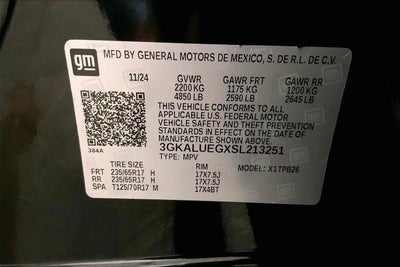 gm
MFD BY GENERAL MOTORS DE MEXICO, S. DE R.L. DE C.V.
11/24 GVWR GAWR FRT GAWR RR
2200 KG 1175 KG 1200 KG
4850 LB 2590 LB 2645 LB
THIS VEHICLE CONFORMS TO ALL
APPLICABLE U.S. FEDERAL MOTOR
VEHICLE SAFETY AND THEFT PREVENTION
STANDARDS IN EFFECT ON THE DATE OF
MANUFACTURE SHOWN ABOVE.
384A 3GKALUEGXSL213251
TYPE: MPV MODEL: X1TPB26
TIRE SIZE RIM
FRT 235/65R17 H 17X7.5J
RR 235/65R17 H 17X7.5J
SPA T125/70R17 M 17X4BT